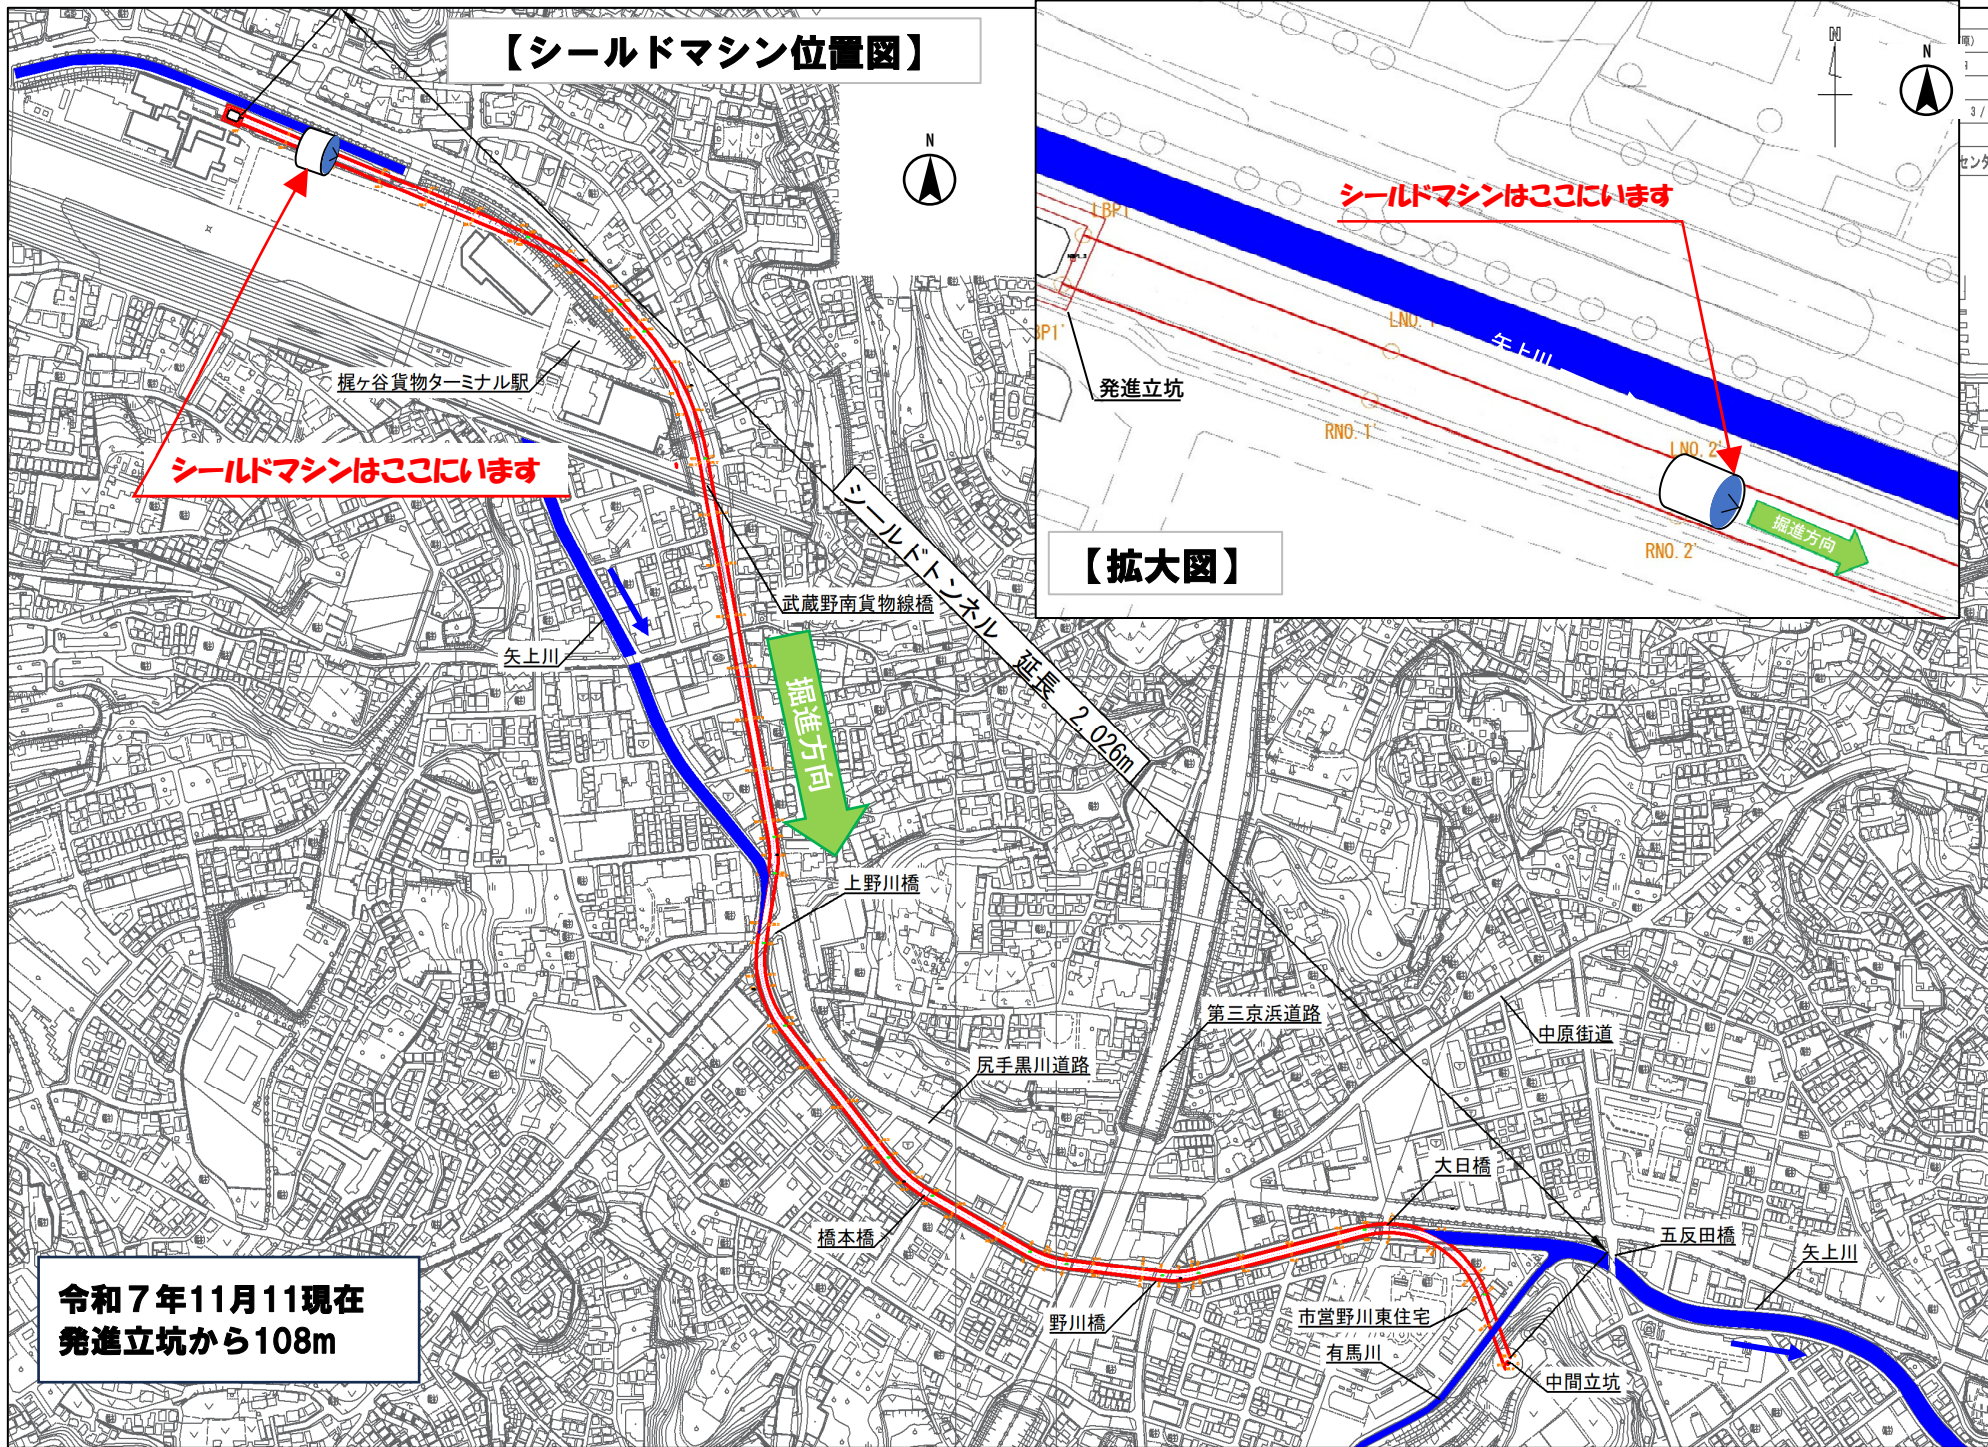 【シールドマシン位置図】
N
梶ヶ谷貨物ターミナル駅
シールドマシンはここにいます
矢上川
武蔵野南貨物線橋
シールドトンネル 延長 2,026m
掘進方向
上野川橋
第三京浜道路
中原街道
尻手黒川道路
大日橋
橋本橋
野川橋
五反田橋
矢上川
市営野川東住宅
有馬川
中間立坑
令和７年11月11現在
発進立坑から108m
N
N
シールドマシンはここにいます
LBP1'
BP1'
LNO. 1'
矢上川
発進立坑
RNO. 1'
LNO. 2'
掘進方向
RNO. 2'
【拡大図】
3 /
セン